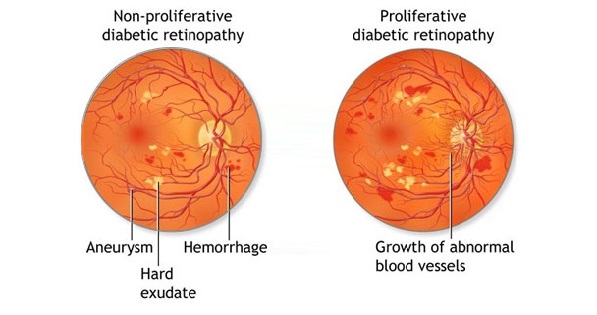 Non-proliferative
diabetic retinopathy
Proliferative
diabetic retinopathy
Aneurysm
Hemorrhage
Hard
exudate
Growth of abnormal
blood vessels